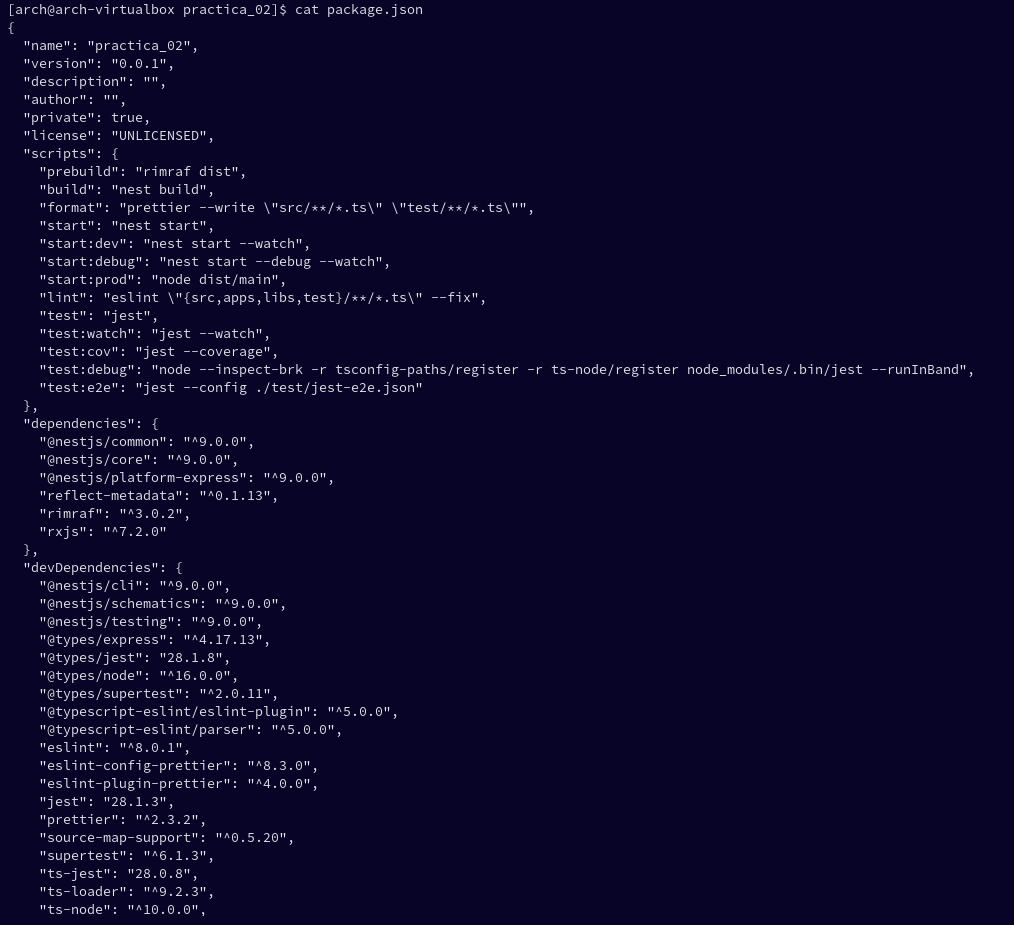 [arch@arch-virtualbox practica_02]$ cat package.json
{
  "name": "practica_02",
  "version": "0.0.1",
  "description": "",
  "author": "",
  "private": true,
  "license": "UNLICENSED",
  "scripts": {
    "prebuild": "rimraf dist",
    "build": "nest build",
    "format": "prettier --write \"src/**/*.ts\" \"test/**/*.ts\"",
    "start": "nest start",
    "start:dev": "nest start --watch",
    "start:debug": "nest start --debug --watch",
    "start:prod": "node dist/main",
    "lint": "eslint \"{src,apps,libs,test}/**/*.ts\" --fix",
    "test": "jest",
    "test:watch": "jest --watch",
    "test:cov": "jest --coverage",
    "test:debug": "node --inspect-brk -r tsconfig-paths/register -r ts-node/register node_modules/.bin/jest --runInBand",
    "test:e2e": "jest --config ./test/jest-e2e.json"
  },
  "dependencies": {
    "@nestjs/common": "^9.0.0",
    "@nestjs/core": "^9.0.0",
    "@nestjs/platform-express": "^9.0.0",
    "reflect-metadata": "^0.1.13",
    "rimraf": "^3.0.2",
    "rxjs": "^7.2.0"
  },
  "devDependencies": {
    "@nestjs/cli": "^9.0.0",
    "@nestjs/schematics": "^9.0.0",
    "@nestjs/testing": "^9.0.0",
    "@types/express": "^4.17.13",
    "@types/jest": "28.1.8",
    "@types/node": "^16.0.0",
    "@types/supertest": "^2.0.11",
    "@typescript-eslint/eslint-plugin": "^5.0.0",
    "@typescript-eslint/parser": "^5.0.0",
    "eslint": "^8.0.1",
    "eslint-config-prettier": "^8.3.0",
    "eslint-plugin-prettier": "^4.0.0",
    "jest": "28.1.3",
    "prettier": "^2.3.2",
    "source-map-support": "^0.5.20",
    "supertest": "^6.1.3",
    "ts-jest": "28.0.8",
    "ts-loader": "^9.2.3",
    "ts-node": "^10.0.0",